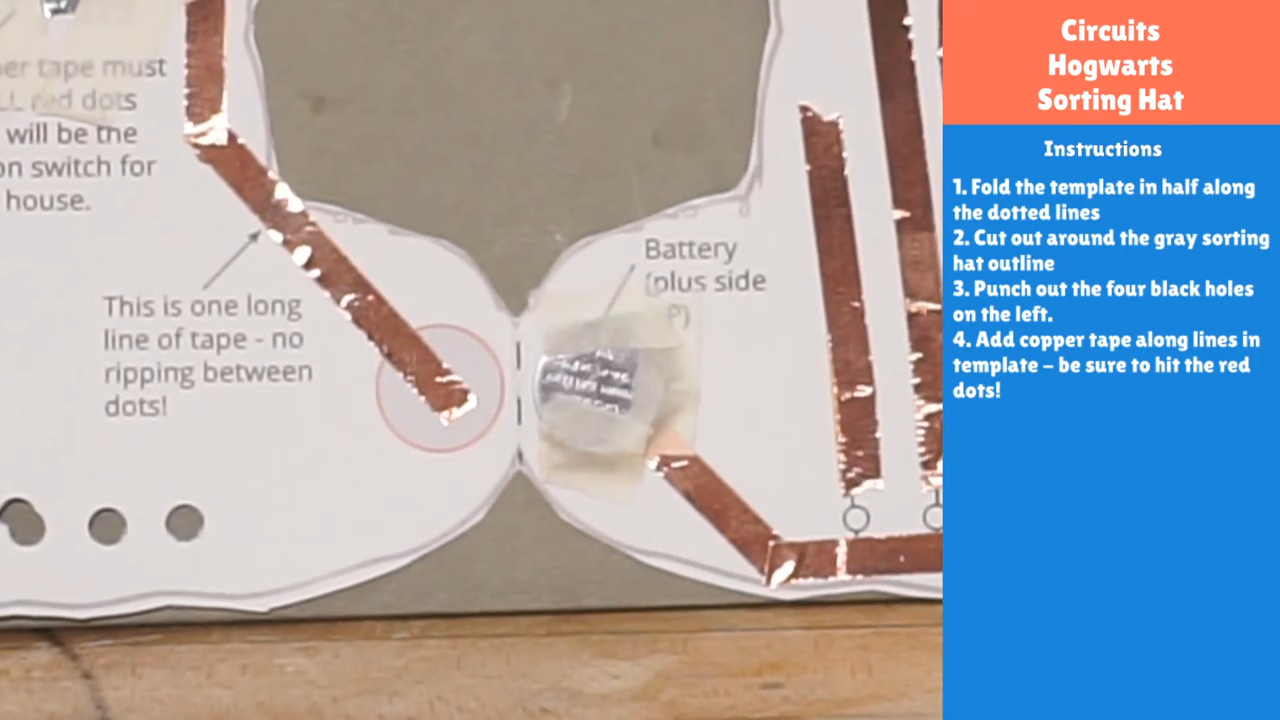 tape must
red dots
will be the
switch for
house.
This is one long
line of tape - no
ripping between
dots!
Battery
(plus side
Circuits
Hogwarts
Sorting Hat
Instructions
1. Fold the template in half along
the dotted lines
2. Cut out around the gray sorting
hat outline
3. Punch out the four black holes
on the left.
4. Add copper tape along lines in
template – be sure to hit the red
dots!